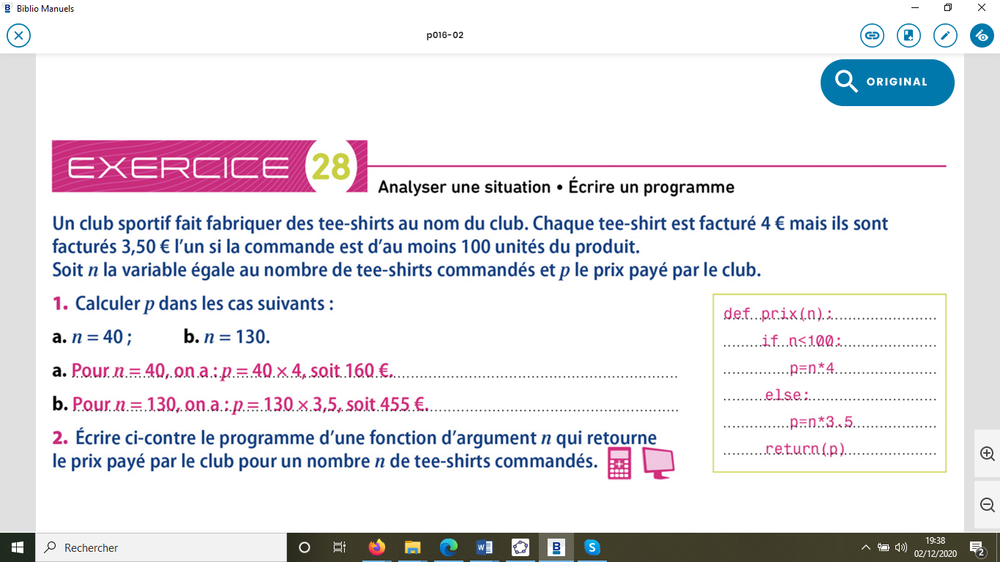 Biblio Manuels
p016-02
ORIGINAL
EXERCICE 28
Analyser une situation • Écrire un programme
Un club sportif fait fabriquer des tee-shirts au nom du club. Chaque tee-shirt est facturé 4 € mais ils sont
facturés 3,50 € l’un si la commande est d’au moins 100 unités du produit.
Soit n la variable égale au nombre de tee-shirts commandés et p le prix payé par le club.
1. Calculer p dans les cas suivants :
a. n = 40 ; b. n = 130.
a. Pour n = 40, on a : p = 40 × 4, soit 160 €.
b. Pour n = 130, on a : p = 130 × 3,5, soit 455 €.
2. Écrire ci-contre le programme d’une fonction d’argument n qui retourne
le prix payé par le club pour un nombre n de tee-shirts commandés.
def prix(n):
if n<100:
p=n*4
else:
p=n*3.5
return(p)
Rechercher
19:38
02/12/2020
2